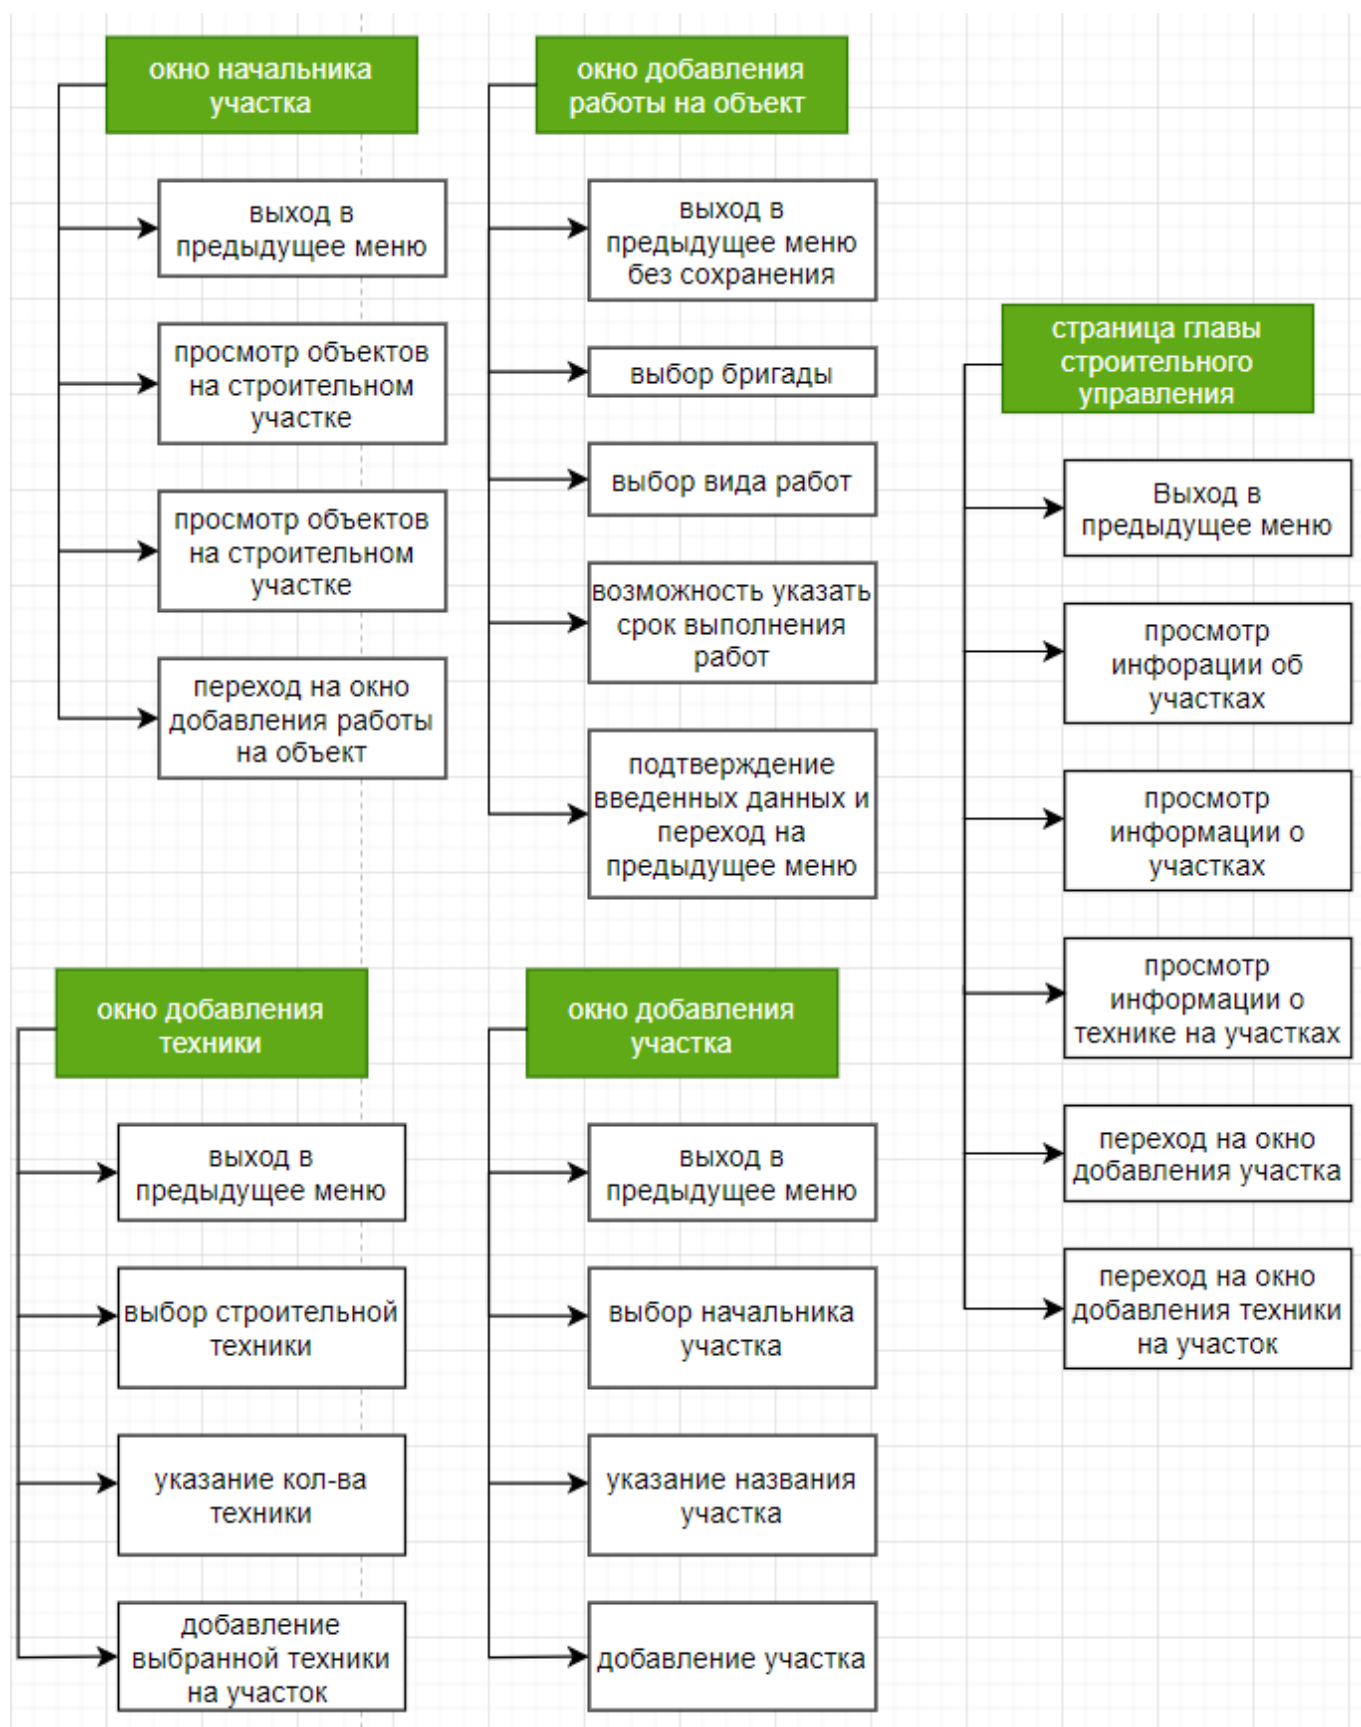 окно начальника
участка
выход в
предыдущее меню
просмотр объектов
на строительном
участке
просмотр объектов
на строительном
участке
переход на окно
добавления работы
на объект
окно добавления
работы на объект
выход в
предыдущее меню
без сохранения
выбор бригады
выбор вида работ
возможность указать
срок выполнения
работ
подтверждение
введенных данных и
переход на
предыдущее меню
страница главы
строительного
управления
Выход в
предыдущее меню
просмотр
инфорации об
участках
просмотр
информации о
участках
просмотр
информации о
технике на участках
переход на окно
добавления участка
переход на окно
добавления техники
на участок
окно добавления
техники
выход в
предыдущее меню
выбор строительной
техники
указание кол-ва
техники
добавление
выбранной техники
на участок
окно добавления
участка
выход в
предыдущее меню
выбор начальника
участка
указание названия
участка
добавление участка